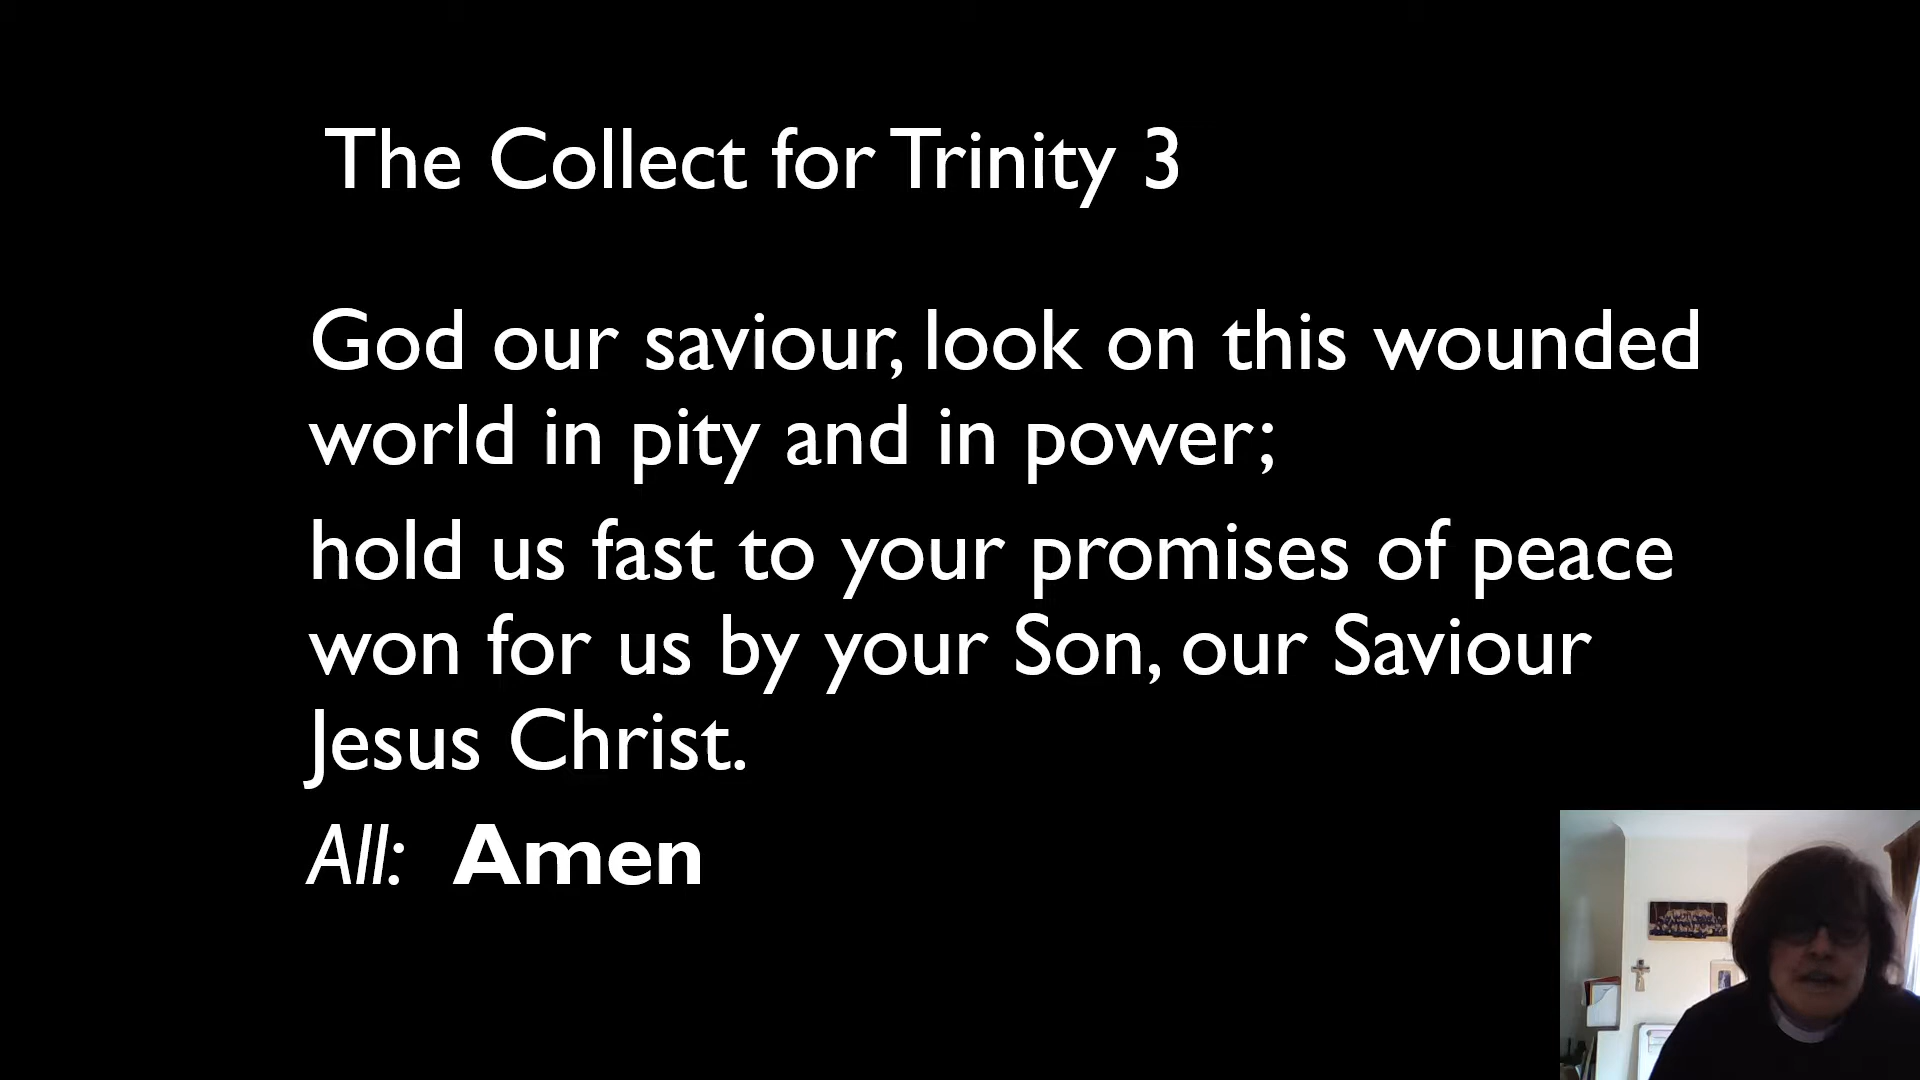 The Collect for Trinity 3
God our saviour, look on this wounded
world in pity and in power;
hold us fast to your promises of peace
won for us by your Son, our Saviour
Jesus Christ.
All: Amen